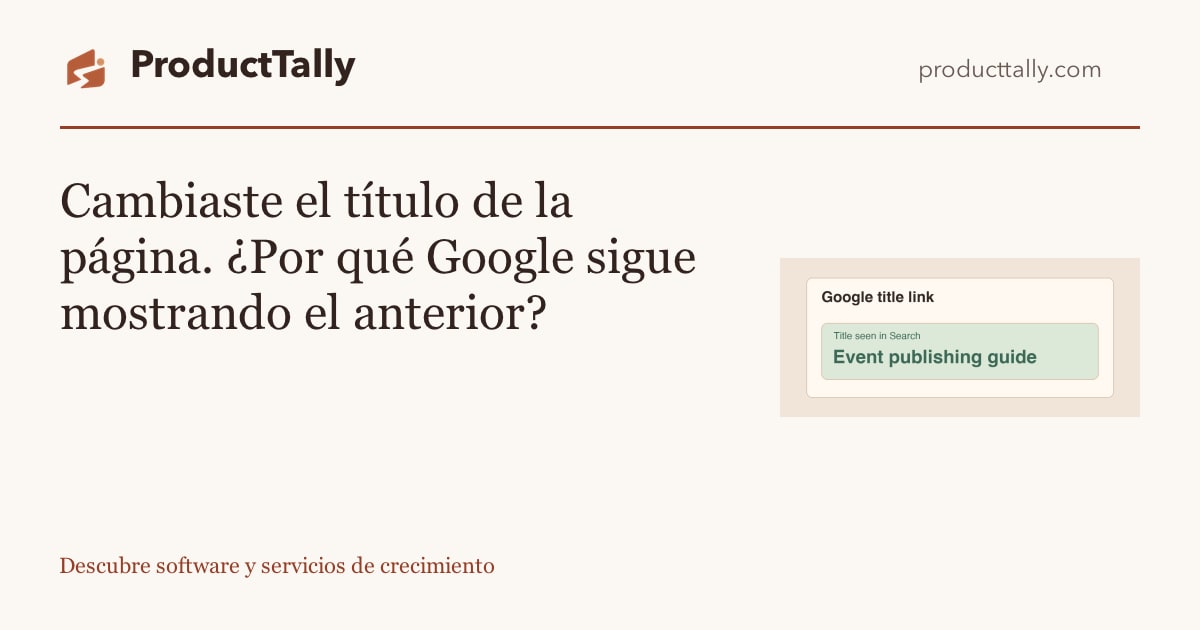 ProductTally
producttally.com
Cambiaste el título de la
página. ¿Por qué Google sigue
mostrando el anterior?
Google title link
Title seen in Search
Event publishing guide
Descubre software y servicios de crecimiento